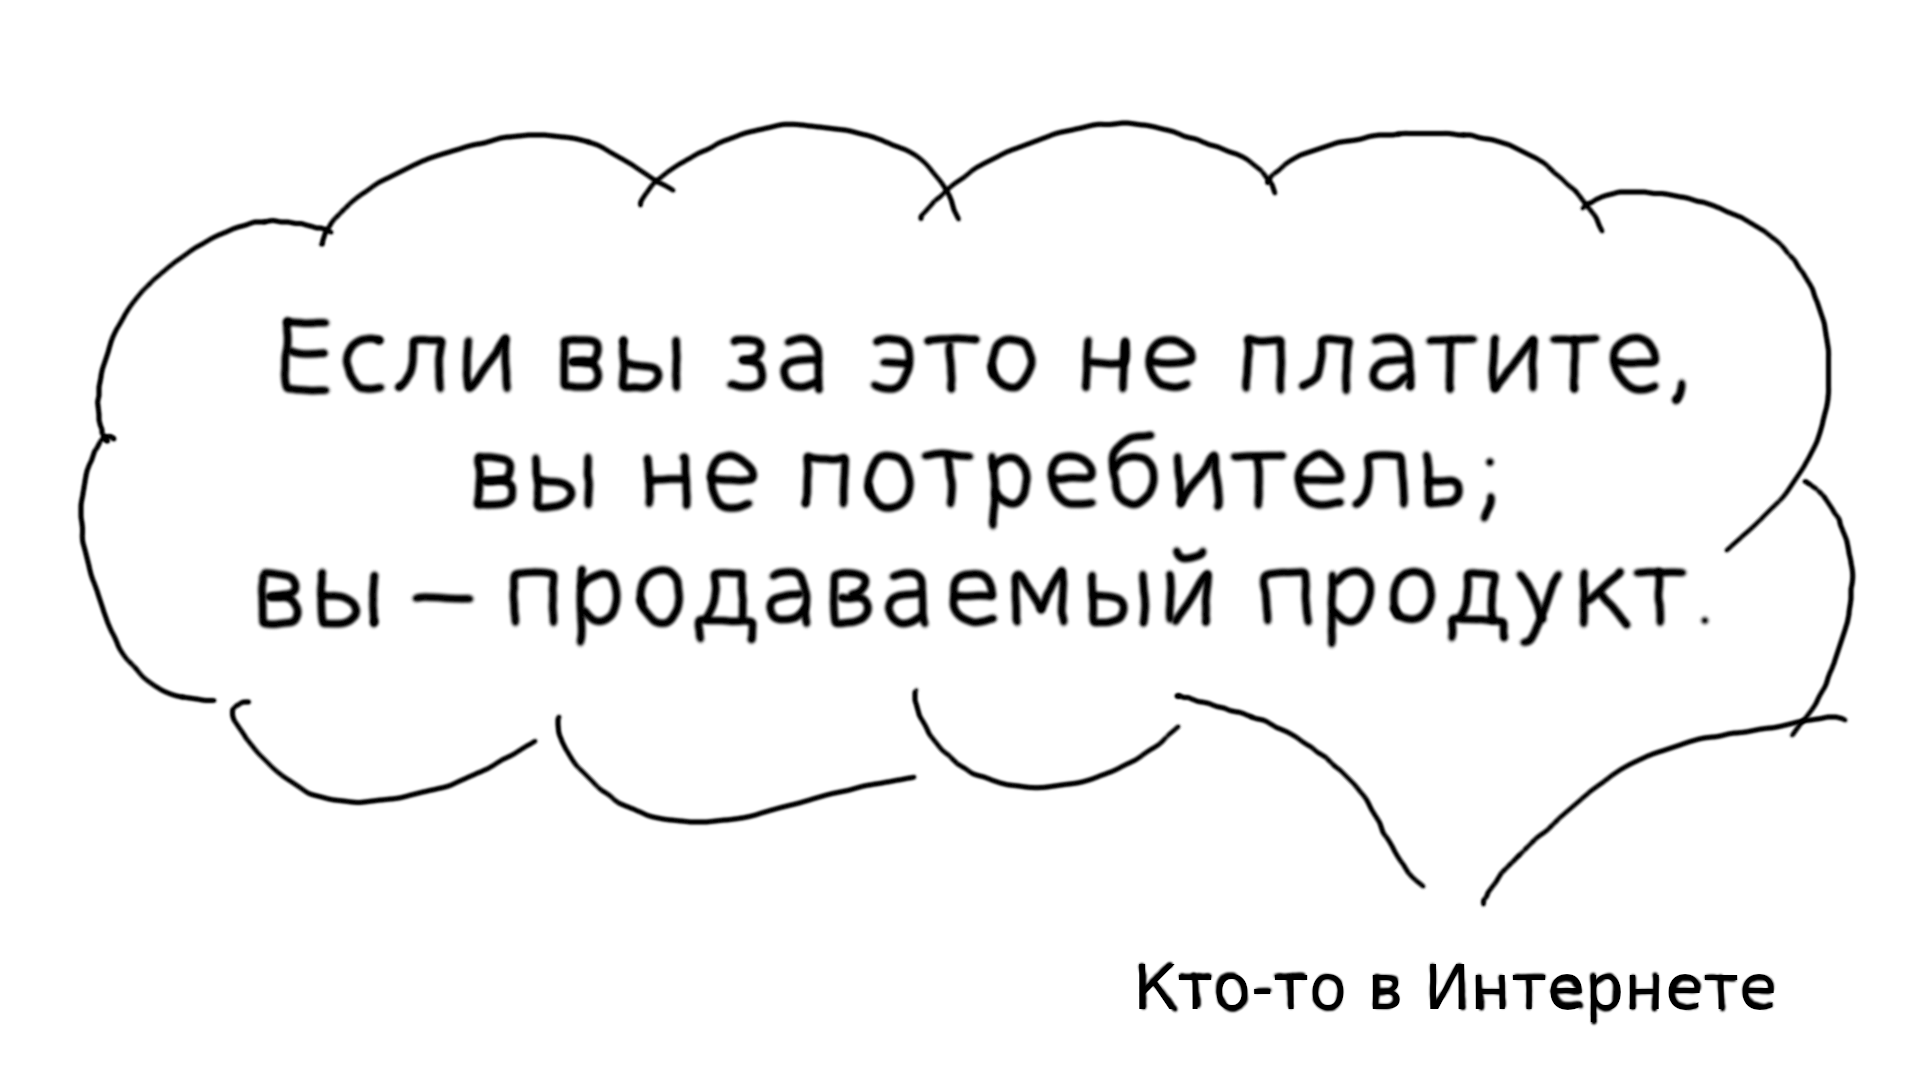 Если вы за это не платите,
вы не потребитель;
вы – продаваемый продукт.
Кто-то в Интернете